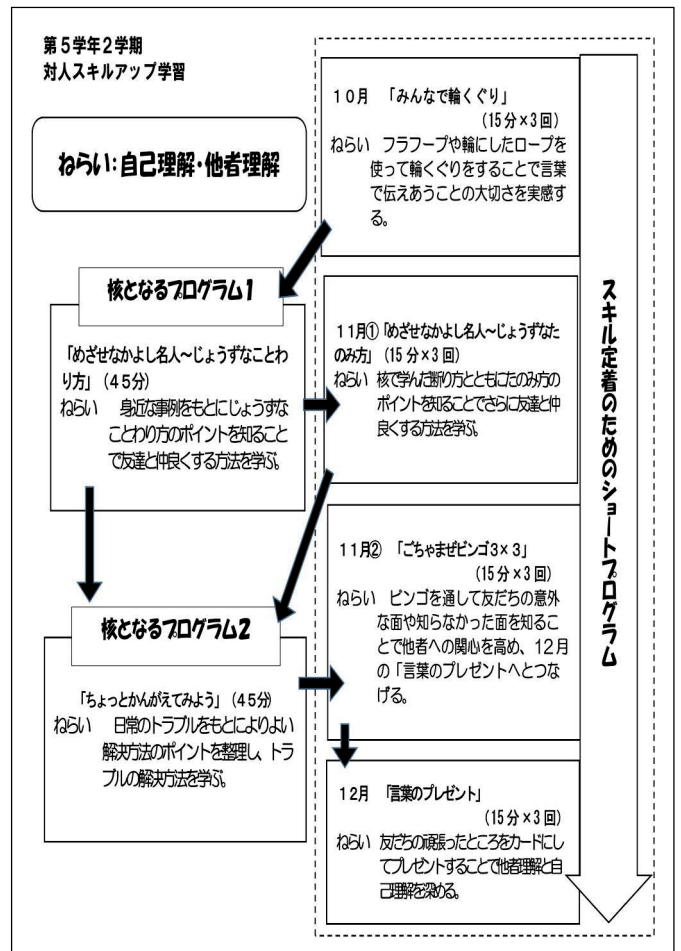 第5学年2学期
対人スキルアップ学習
ねらい:自己理解・他者理解
10月 「みんなで輪くぐり」
(15分×3回)
ねらい フラフープや輪にしたロープを
使って輪くぐりをすることで言葉
で伝えあうことの大切さを実感す
る。
核となるプログラム1
「めざせなかよし名人~じょうずなことわ
り方」(45分)
ねらい 身近な事例をもとにじょうずな
ことわり方のポイントを知ること
で友達と仲良くする方法を学ぶ。
11月①「めざせなかよし名人~じょうずなた
のみ方」(15分×3回)
ねらい 核で学んだ断り方とともにたのみ方の
ポイントを知ることでさらに友達と仲
良くする方法を学ぶ。
11月② 「ごちゃまぜビンゴ3×3」
(15分×3回)
ねらい ビンゴを通して友だちの意外
な面や知らなかった面を知るこ
とで他者への関心を高め、12月
の「言葉のプレゼントへとつな
げる。
核となるプログラム2
「ちょっとかんがえてみよう」(45分)
ねらい 日常のトラブルをもとによりよい
解決方法のポイントを整理し、トラ
ブルの解決方法を学ぶ。
12月 「言葉のプレゼント」
(15分×3回)
ねらい 友だちの頑張ったところをカードにし
てプレゼントすることで他者理解と自
己理解を深める。
スキル定着のためのショートプログラム